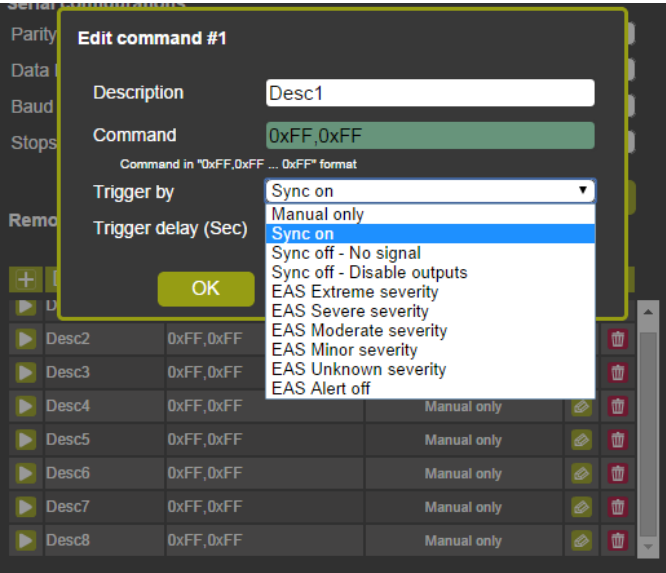 Serial configurations
Parity
Data
Baud
Stops
Edit command #1
Description Desc1
Command 0xFF,0xFF
Command in "0xFF,0xFF ... 0xFF" format
Trigger by Sync on
Trigger delay (Sec)
Manual only
Sync on
Sync off - No signal
Sync off - Disable outputs
EAS Extreme severity
EAS Severe severity
EAS Moderate severity
EAS Minor severity
EAS Unknown severity
EAS Alert off
OK
Remo
Desc2 0xFF,0xFF
Desc3 0xFF,0xFF
Desc4 0xFF,0xFF Manual only
Desc5 0xFF,0xFF Manual only
Desc6 0xFF,0xFF Manual only
Desc7 0xFF,0xFF Manual only
Desc8 0xFF,0xFF Manual only